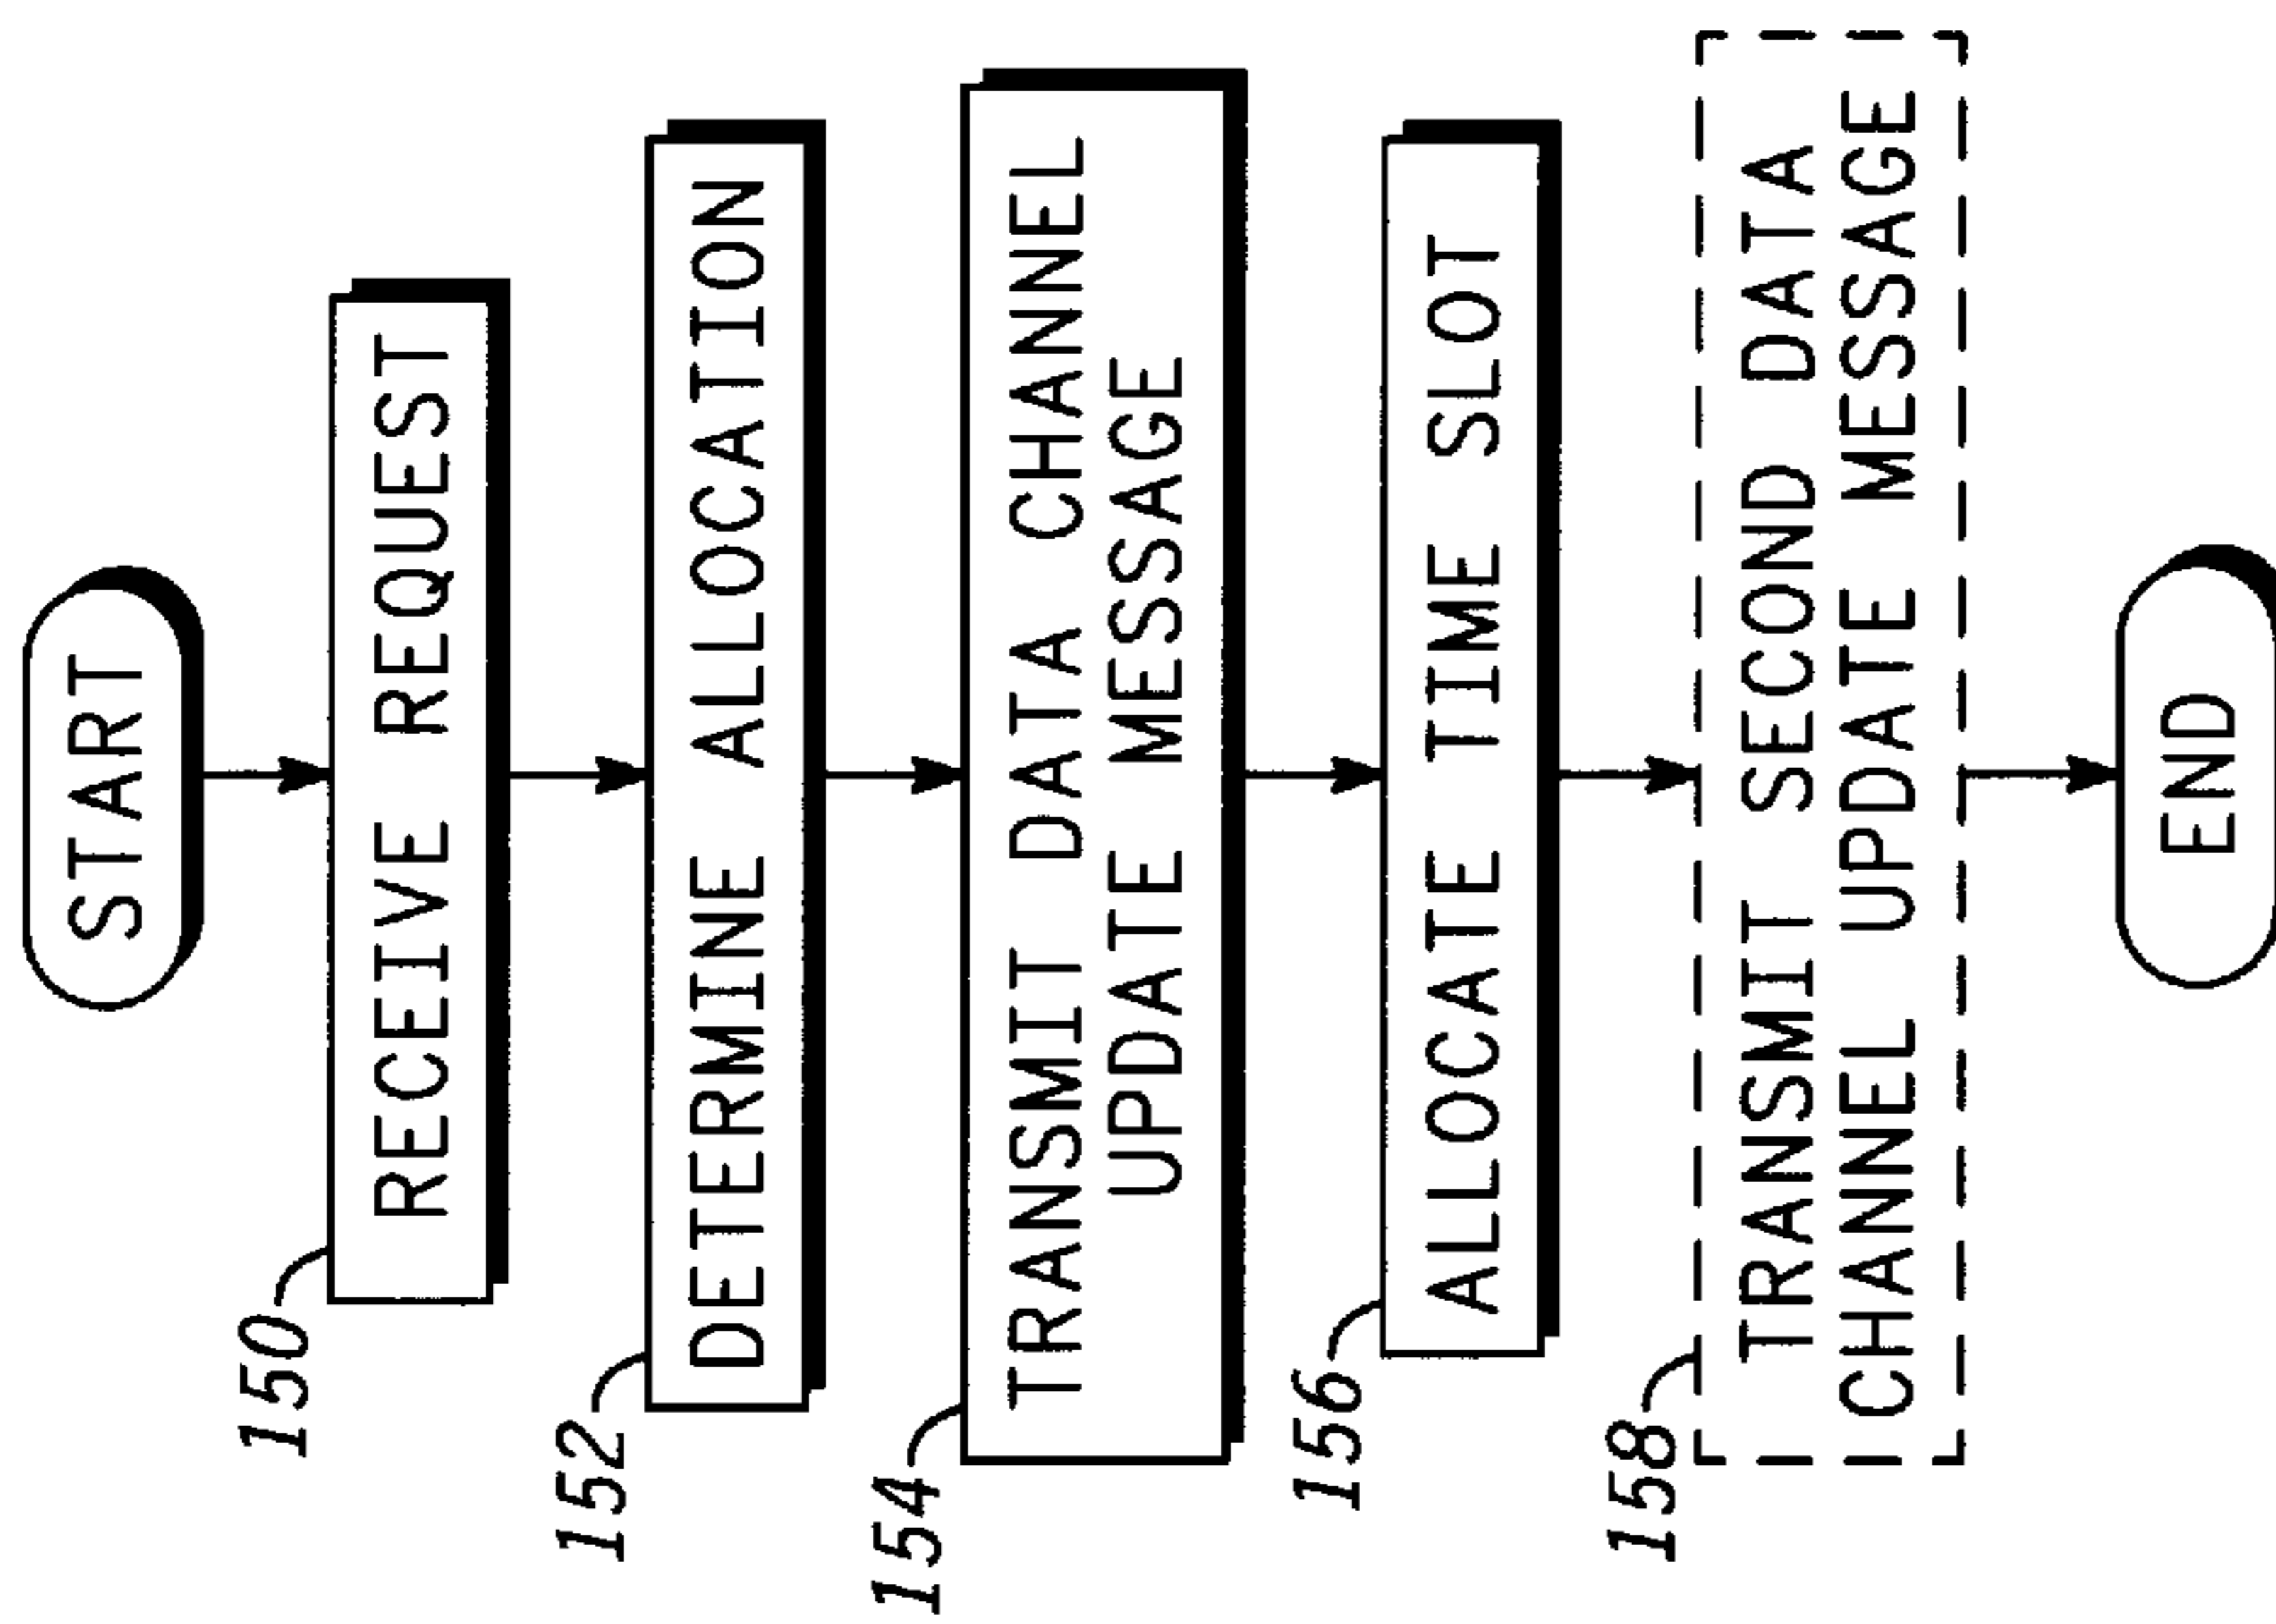 START
150
RECEIVE REQUEST
152
DETERMINE ALLOCATION
154
TRANSMIT DATA CHANNEL
UPDATE MESSAGE
156
ALLOCATE TIME SLOT
158
TRANSMIT SECOND DATA
CHANNEL UPDATE MESSAGE
END